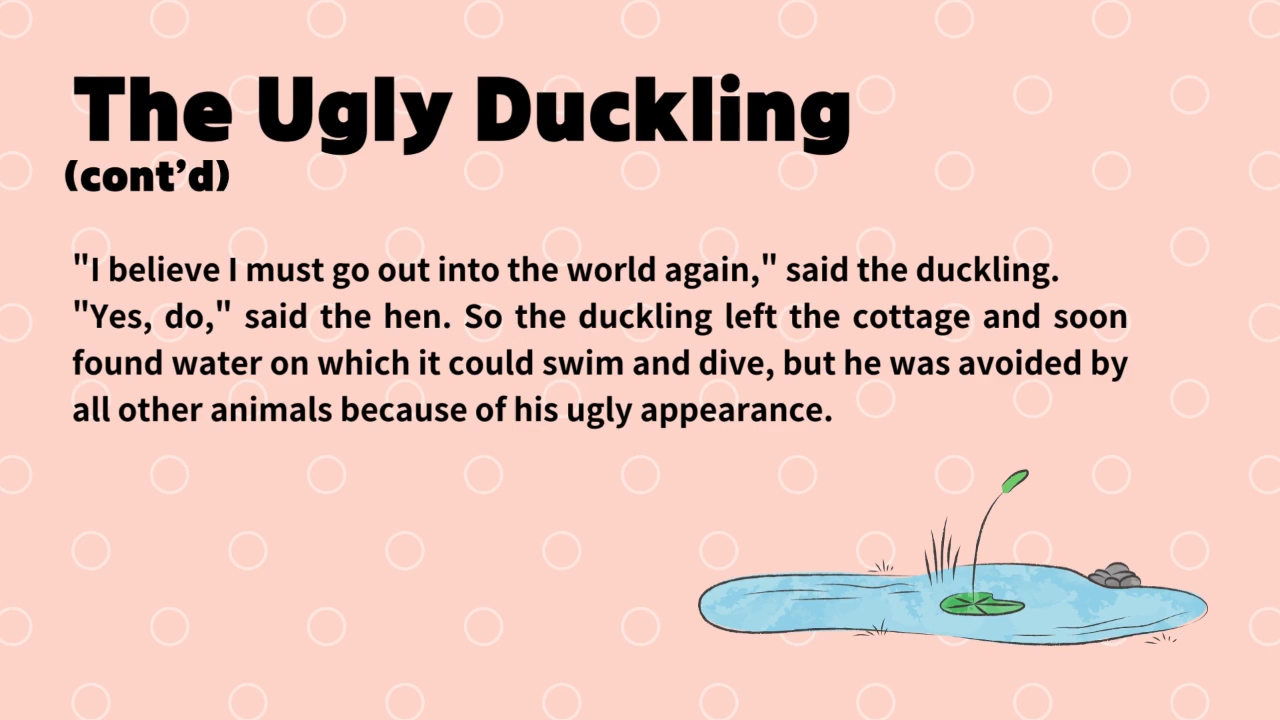 The Ugly Duckling
(cont’d)
"I believe I must go out into the world again," said the duckling.
"Yes, do," said the hen. So the duckling left the cottage and soon
found water on which it could swim and dive, but he was avoided by
all other animals because of his ugly appearance.